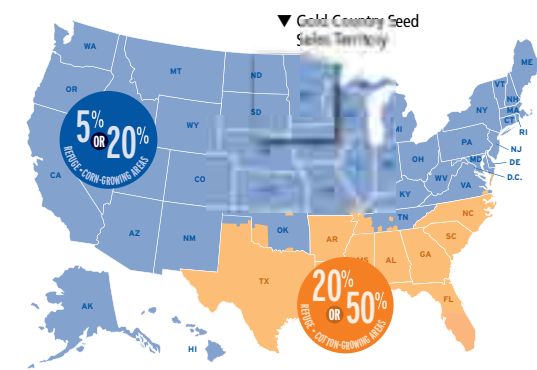 ▼ Gold Country Seed
Sales Territory
WA
MT
ND
ME
OR
VT
SD
NH
NY
MA
WY
CT
RI
MI
5% OR 20%
PA
NJ
OH
MD
DE
REFUGE • CORN-GROWING AREAS
CA
CO
WV
D.C.
KY
VA
NC
TN
AZ
NM
OK
AR
SC
MS
AL
GA
TX
20% OR 50%
FL
REFUGE • COTTON-GROWING AREAS
AK
HI